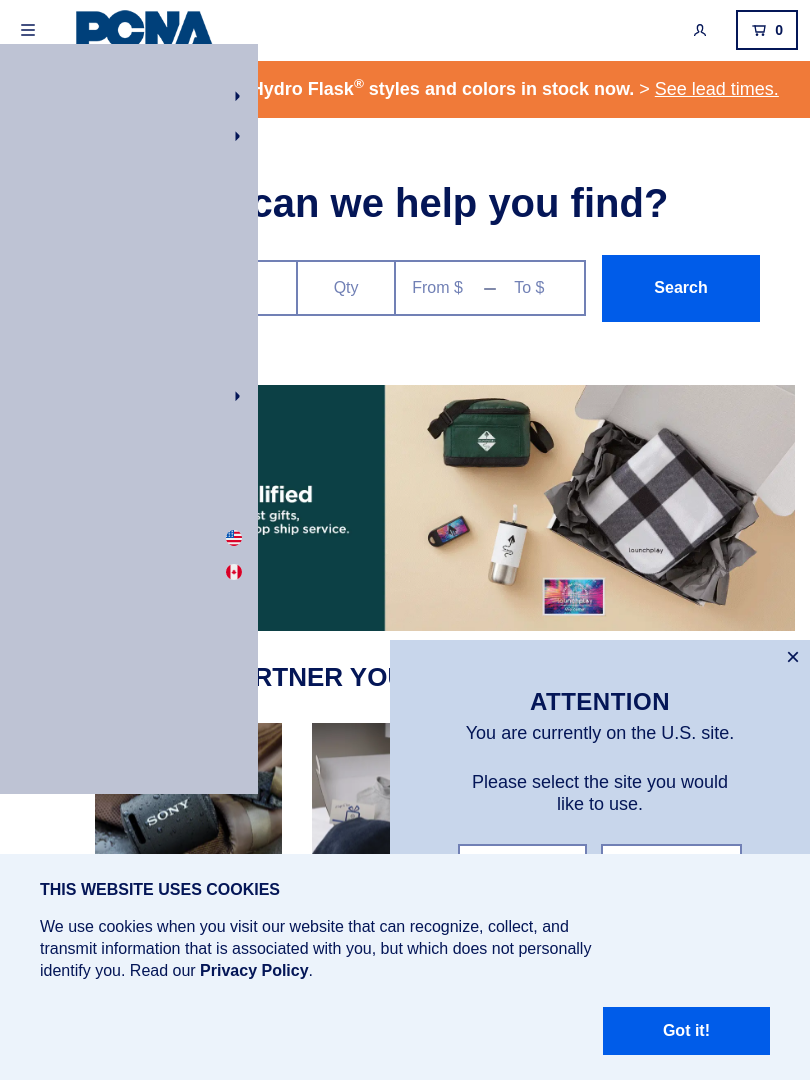 PCNA
0
Hydro Flask® styles and colors in stock now. > See lead times.
can we help you find?
Qty
From $
To $
Search
lified
st gifts,
op ship service.
launchplay
RTNER YOU
ATTENTION
You are currently on the U.S. site.
Please select the site you would
like to use.
SONY
THIS WEBSITE USES COOKIES
We use cookies when you visit our website that can recognize, collect, and
transmit information that is associated with you, but which does not personally
identify you. Read our Privacy Policy.
Got it!